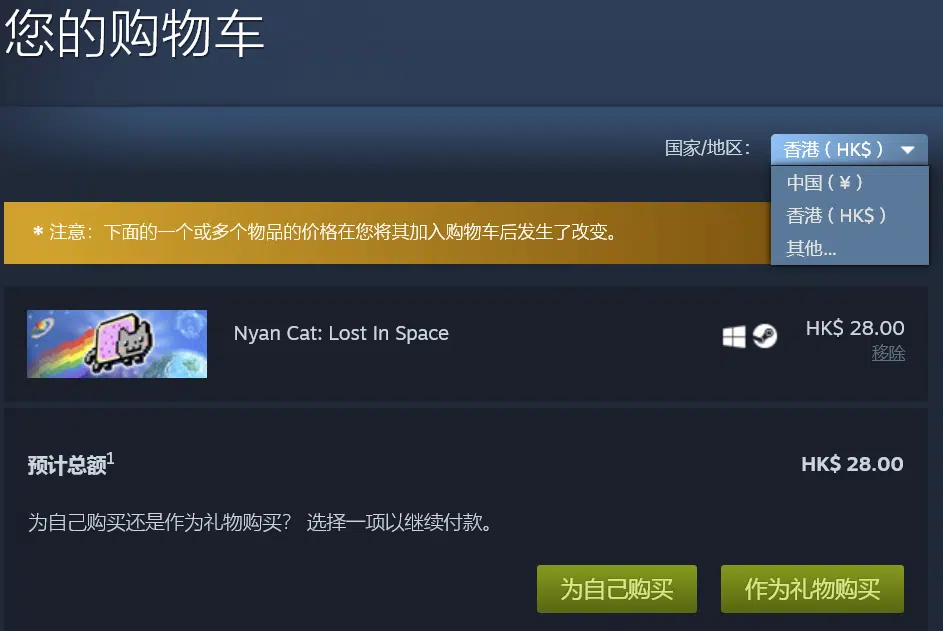 您的购物车
国家/地区： 香港 ( HK$ )
中国 ( ¥ )
香港 ( HK$ )
其他...
* 注意：下面的一个或多个物品的价格在您将其加入购物车后发生了改变。
Nyan Cat: Lost In Space
HK$ 28.00
移除
预计总额1
HK$ 28.00
为自己购买还是作为礼物购买？ 选择一项以继续付款。
为自己购买
作为礼物购买